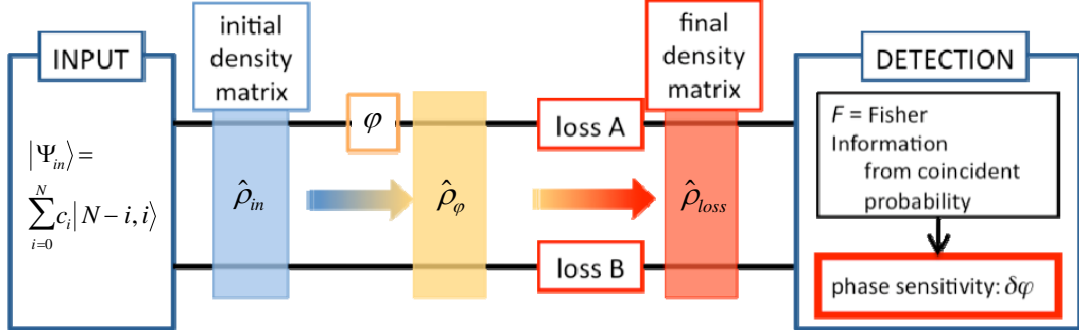 INPUT
|Ψ_in⟩ =
∑_{i=0}^{N} c_i |N − i, i⟩
initial
density
matrix
ρ̂_in
φ
ρ̂_φ
loss A
loss B
final
density
matrix
ρ̂_loss
DETECTION
F = Fisher
Information
from coincident
probability
phase sensitivity: δφ